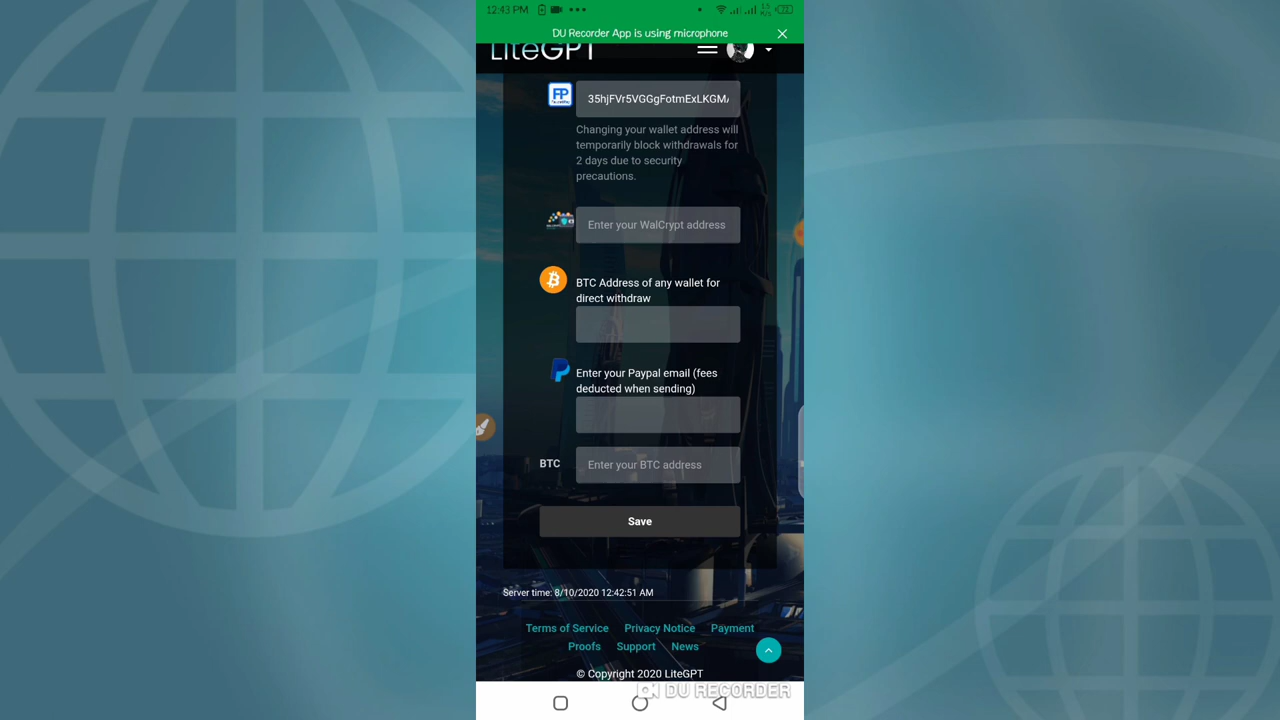 12:43 PM
DU Recorder App is using microphone
LiteGPT
FP
35hjFVr5VGGgFotmExLKGM
Changing your wallet address will
temporarily block withdrawals for
2 days due to security
precautions.
Enter your WalCrypt address
BTC Address of any wallet for
direct withdraw
Enter your Paypal email (fees
deducted when sending)
BTC
Enter your BTC address
Save
Server time: 8/10/2020 12:42:51 AM
Terms of Service Privacy Notice Payment
Proofs Support News
© Copyright 2020 LiteGPT
DU RECORDER